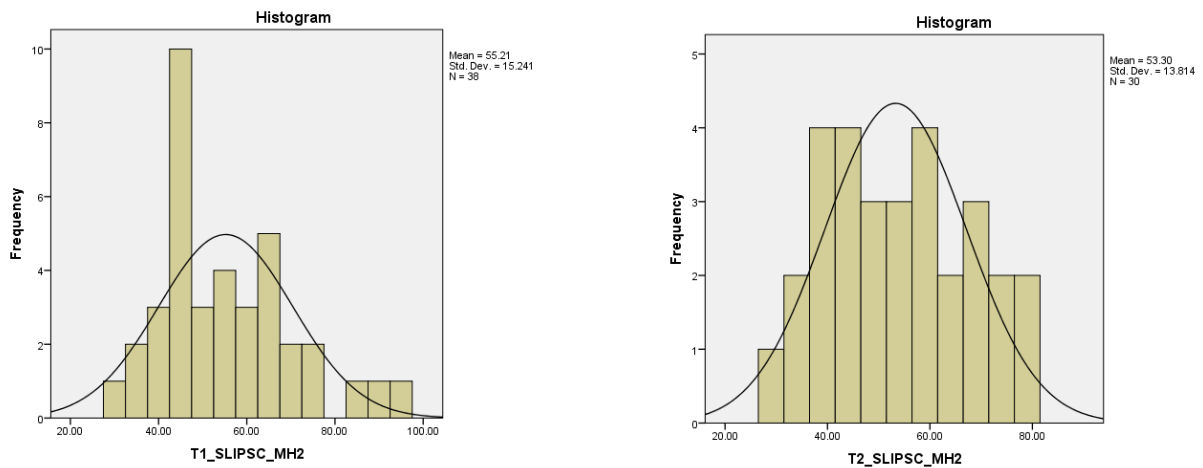 Histogram
Mean = 55.21
Std. Dev. = 15.241
N = 38
10
8
6
4
2
0
Frequency
20.00 40.00 60.00 80.00 100.00
T1_SLIPSC_MH2
Histogram
Mean = 53.30
Std. Dev. = 13.814
N = 30
5
4
3
2
1
0
Frequency
20.00 40.00 60.00 80.00
T2_SLIPSC_MH2